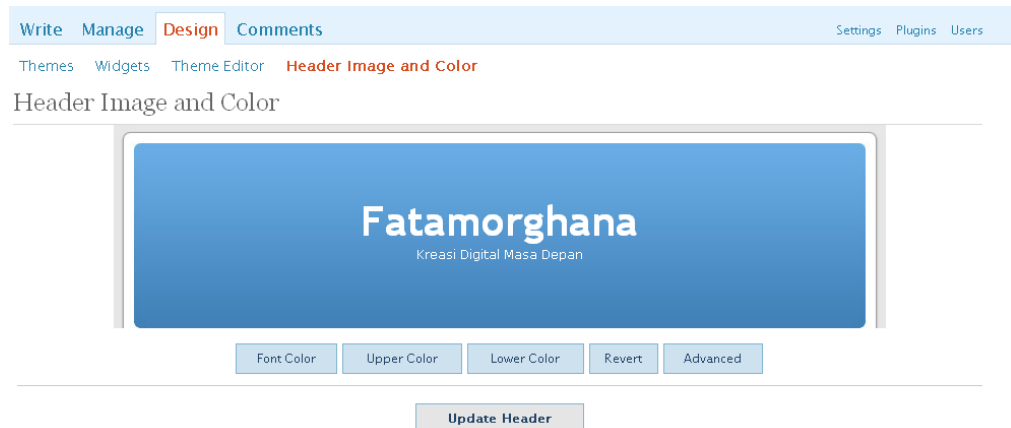 Write Manage Design Comments Settings Plugins Users
Themes Widgets Theme Editor Header Image and Color
Header Image and Color
Fatamorghana
Kreasi Digital Masa Depan
Font Color Upper Color Lower Color Revert Advanced
Update Header